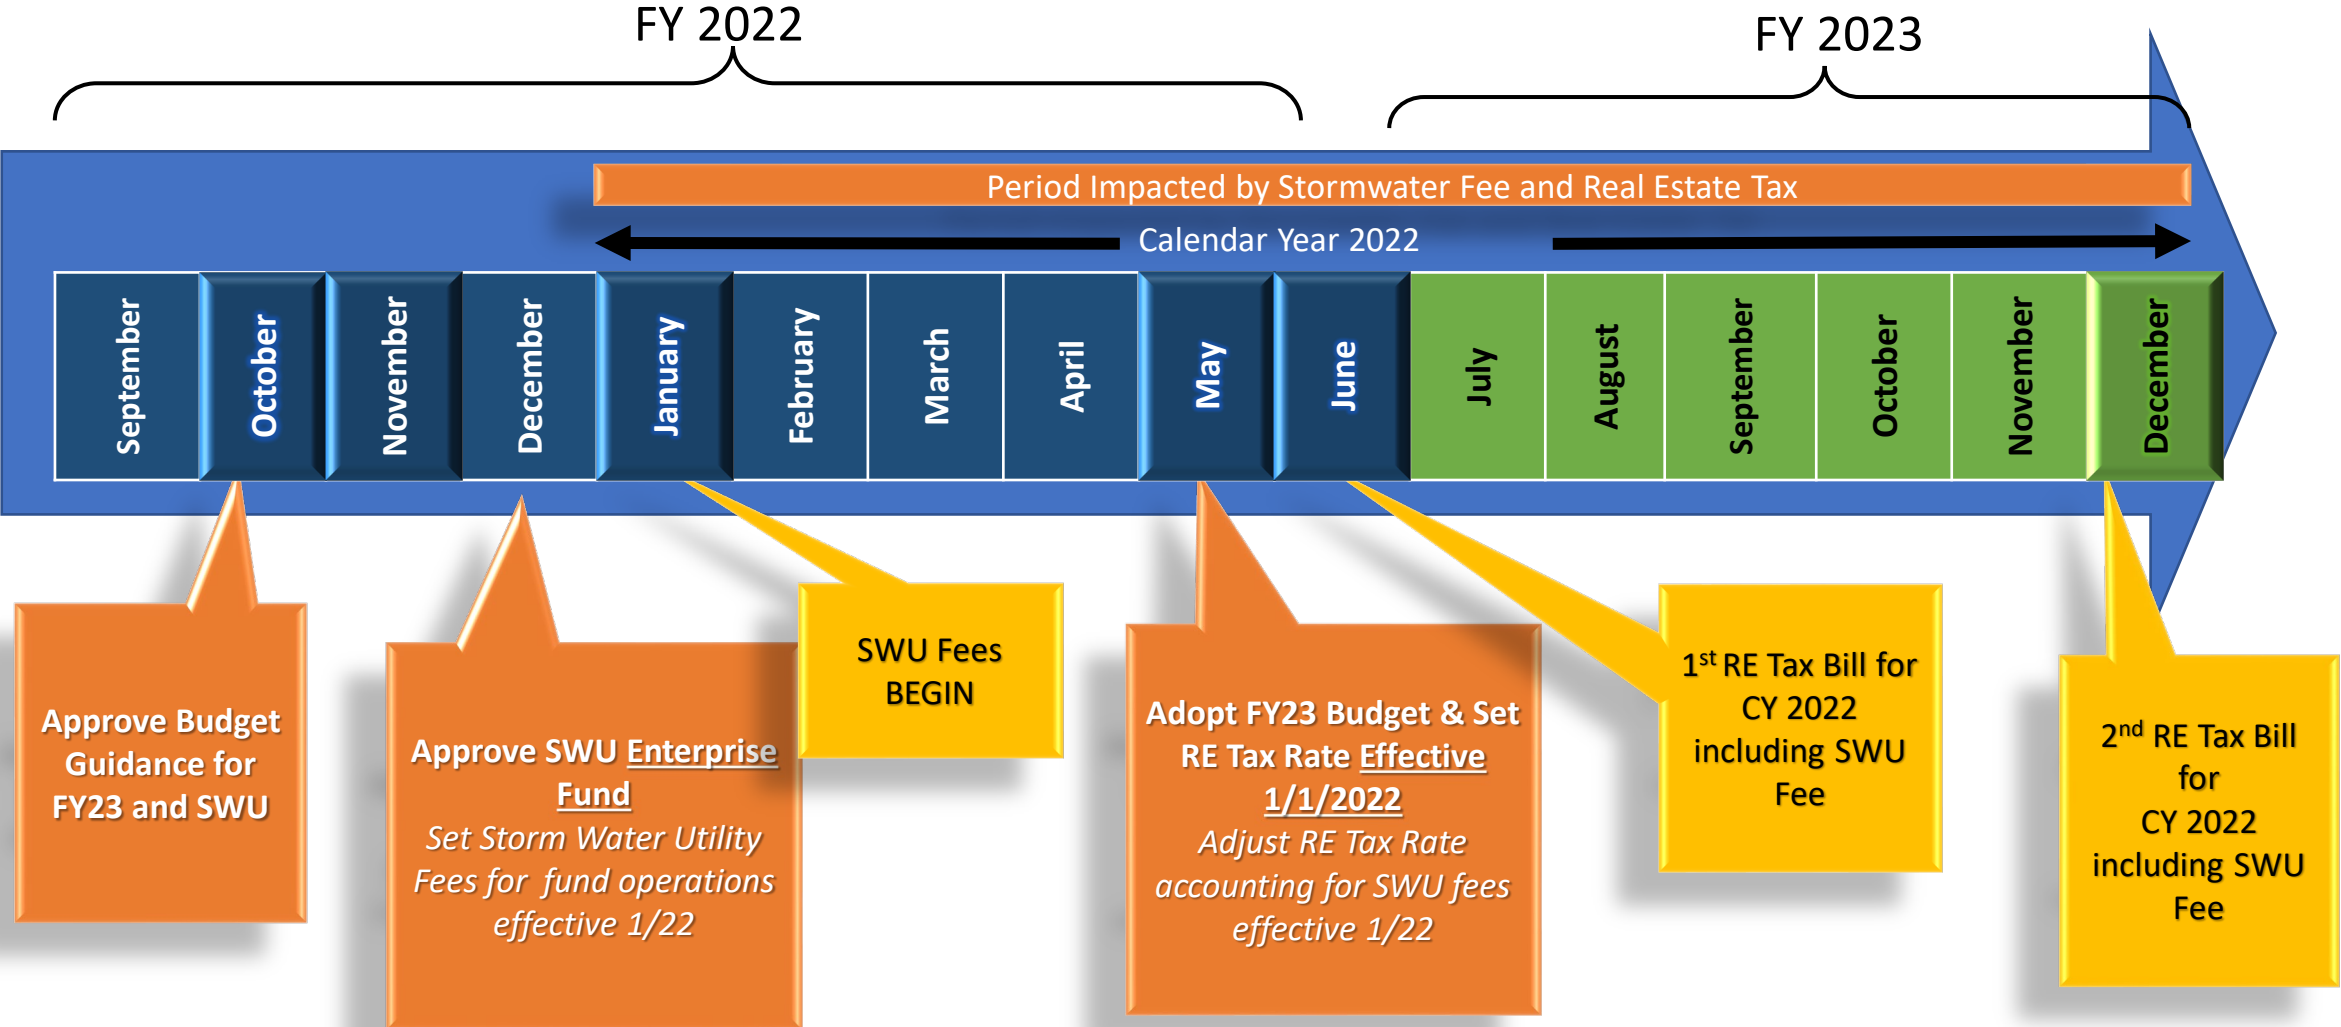 FY 2022
FY 2023
Period Impacted by Stormwater Fee and Real Estate Tax
Calendar Year 2022
September
October
November
December
January
February
March
April
May
June
July
August
September
October
November
December
Approve Budget
Guidance for
FY23 and SWU
Approve SWU Enterprise
Fund
Set Storm Water Utility
Fees for fund operations
effective 1/22
SWU Fees
BEGIN
Adopt FY23 Budget & Set
RE Tax Rate Effective
1/1/2022
Adjust RE Tax Rate
accounting for SWU fees
effective 1/22
1st RE Tax Bill for
CY 2022
including SWU
Fee
2nd RE Tax Bill
for
CY 2022
including SWU
Fee